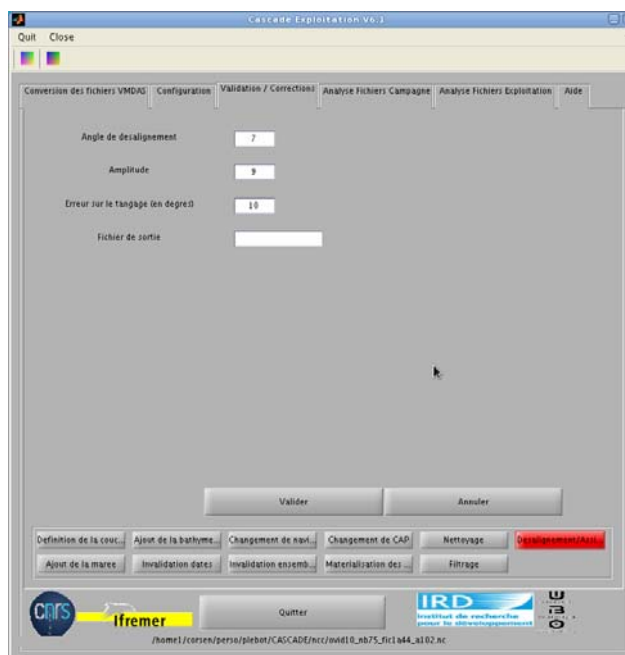 Cascade Exploitation V6.1
Quit Close
Conversion des fichiers VMDAS Configuration Validation / Corrections Analyse Fichiers Campagne Analyse Fichiers Exploitation Aide
Angle de desalignement 7
Amplitude 9
Erreur sur le tangage (en degres) 10
Fichier de sortie
Valider Annuler
Definition de la couc... Ajout de la bathyme... Changement de navi... Changement de CAP Nettoyage Desalignement/Assi...
Ajout de la maree Invalidation dates Invalidation ensemb... Materialisation des ... Filtrage
cnrs Ifremer Quitter IRD UBO
institut de recherche
pour le développement
/home1/corsen/perso/plebot/CASCADE/ncc/ovid10_nb75_fic1a44_a102.nc